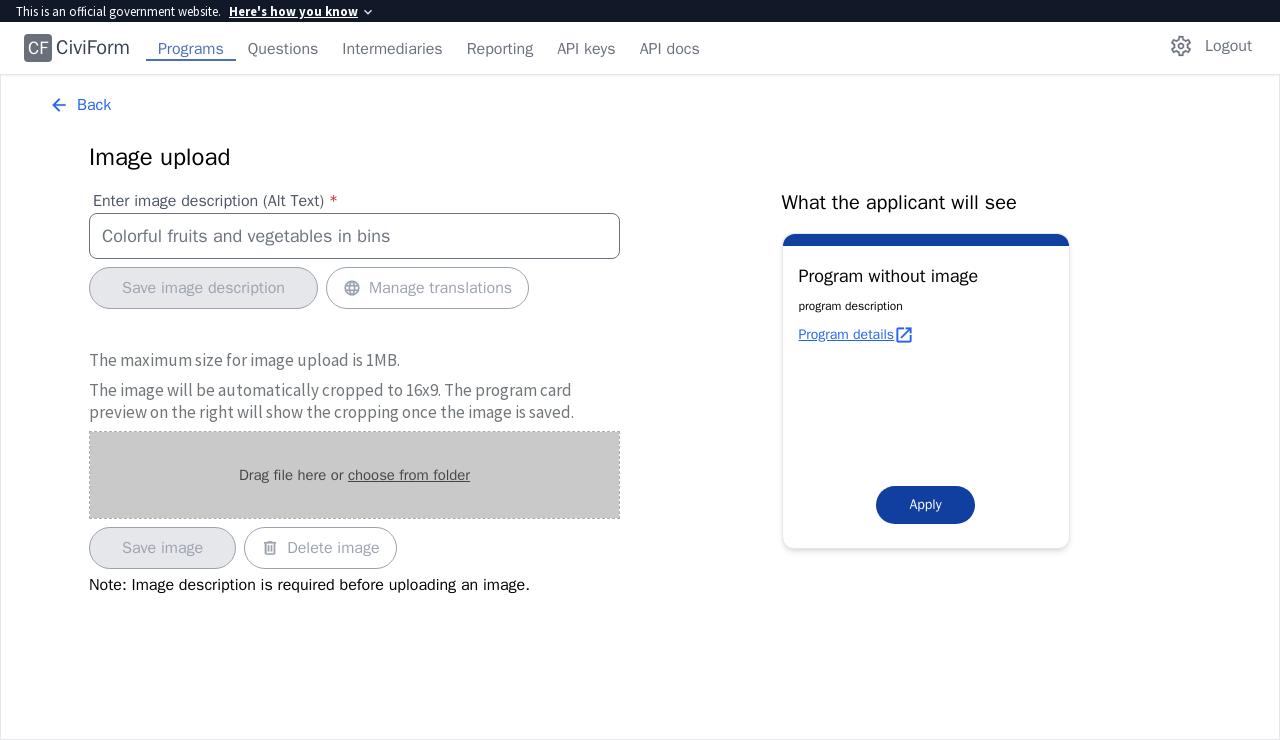 This is an official government website. Here's how you know
CF CiviForm Programs Questions Intermediaries Reporting API keys API docs Logout
Back
Image upload
Enter image description (Alt Text) *
Colorful fruits and vegetables in bins
Save image description Manage translations
The maximum size for image upload is 1MB.
The image will be automatically cropped to 16x9. The program card
preview on the right will show the cropping once the image is saved.
Drag file here or choose from folder
Save image Delete image
Note: Image description is required before uploading an image.
What the applicant will see
Program without image
program description
Program details
Apply